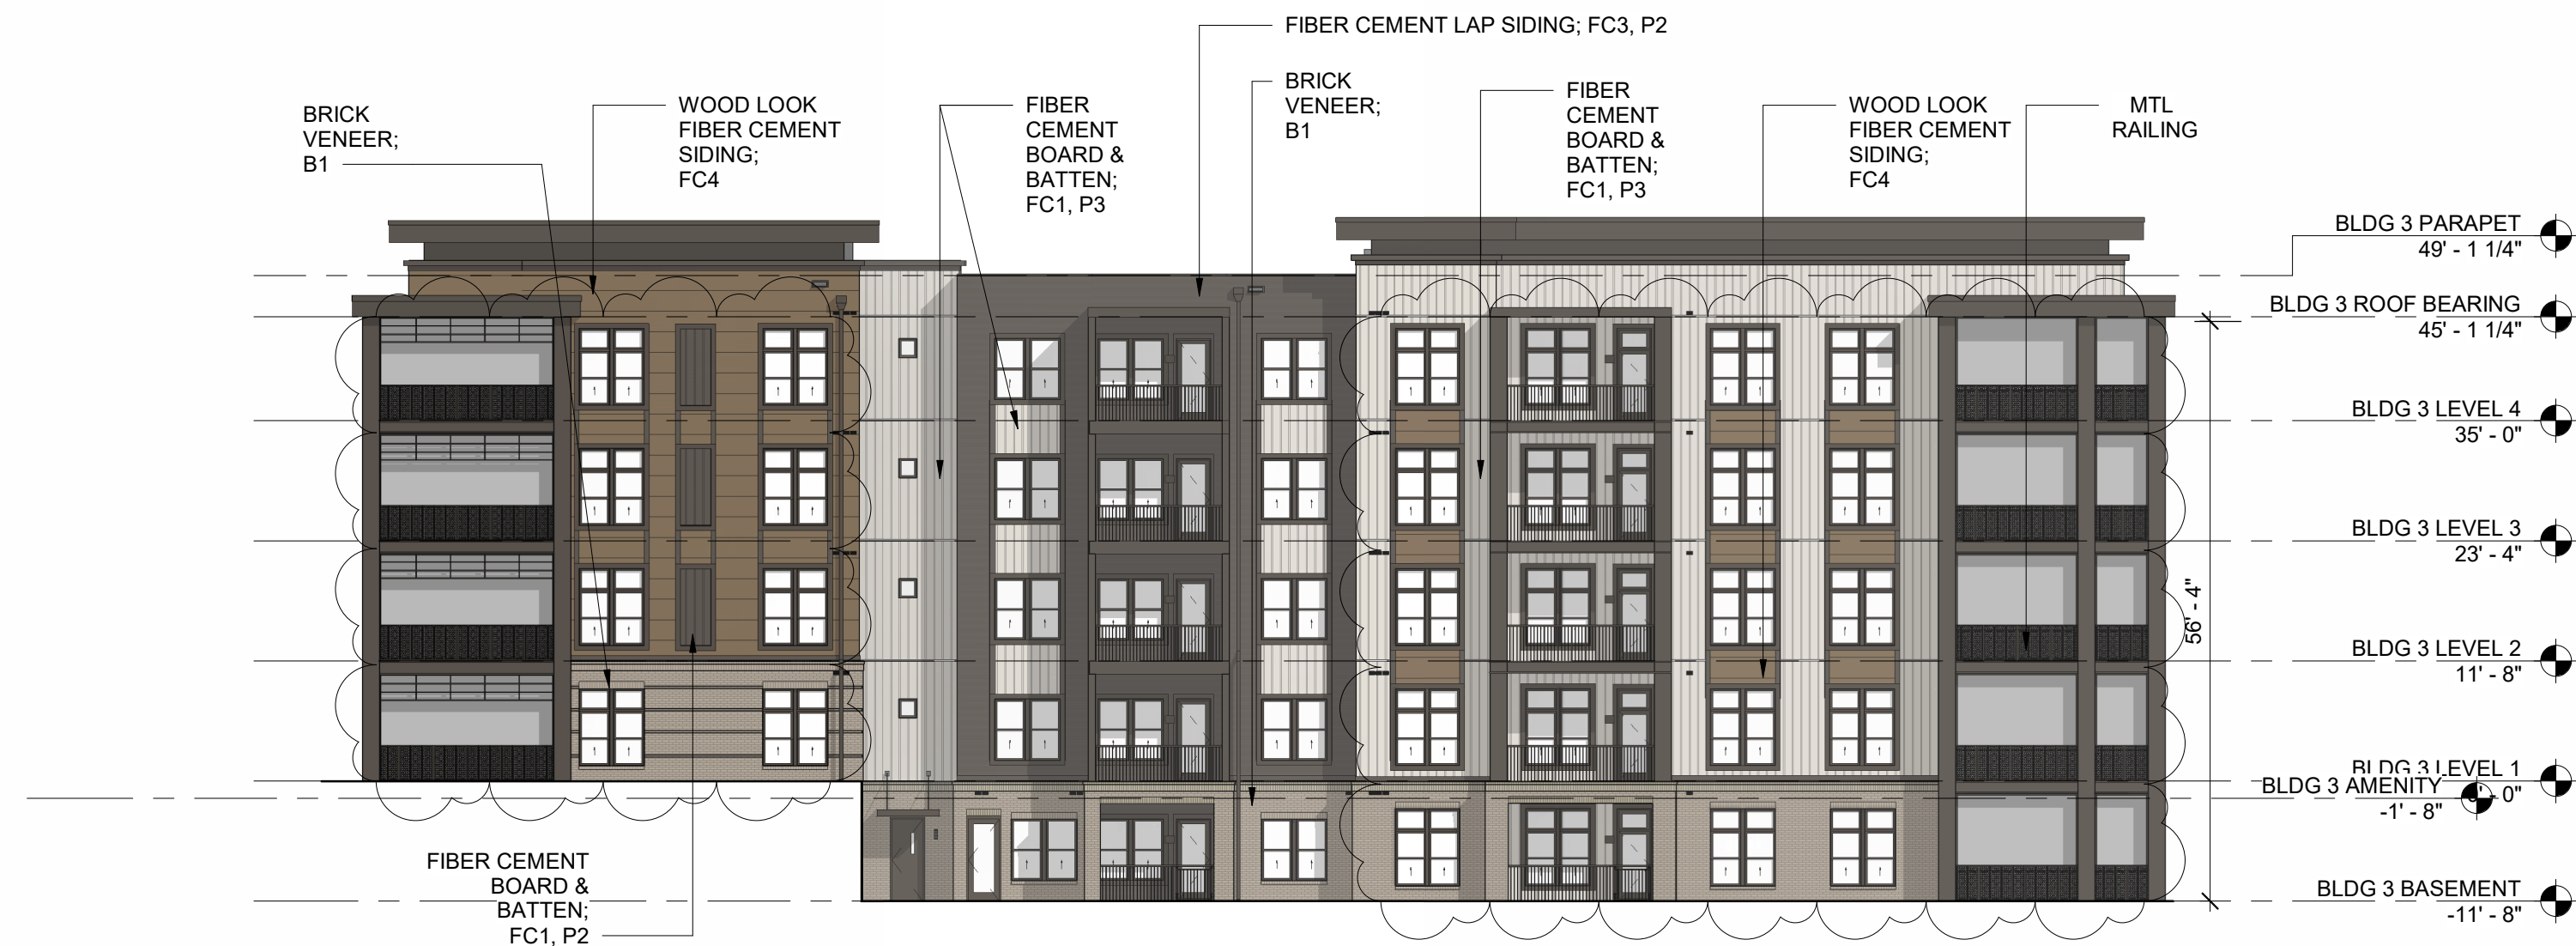 FIBER CEMENT LAP SIDING; FC3, P2
BRICK
VENEER;
B1
WOOD LOOK
FIBER CEMENT
SIDING;
FC4
FIBER
CEMENT
BOARD &
BATTEN;
FC1, P3
BRICK
VENEER;
B1
FIBER
CEMENT
BOARD &
BATTEN;
FC1, P3
WOOD LOOK
FIBER CEMENT
SIDING;
FC4
MTL
RAILING
BLDG 3 PARAPET
49' - 1 1/4"
BLDG 3 ROOF BEARING
45' - 1 1/4"
BLDG 3 LEVEL 4
35' - 0"
BLDG 3 LEVEL 3
23' - 4"
56' - 4"
BLDG 3 LEVEL 2
11' - 8"
BLDG 3 LEVEL 1
0' - 0"
BLDG 3 AMENITY
-1' - 8"
BLDG 3 BASEMENT
-11' - 8"
FIBER CEMENT
BOARD &
BATTEN;
FC1, P2